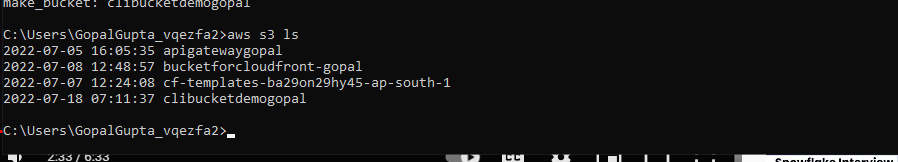 make_bucket: clibucketdemogopal
C:\Users\GopalGupta_vqezfa2>aws s3 ls
2022-07-05 16:05:35 apigatewaygopal
2022-07-08 12:48:57 bucketforcloudfront-gopal
2022-07-07 12:24:08 cf-templates-ba29on29hy45-ap-south-1
2022-07-18 07:11:37 clibucketdemogopal
C:\Users\GopalGupta_vqezfa2>
2:33 / 6:33
Snowflake Interview